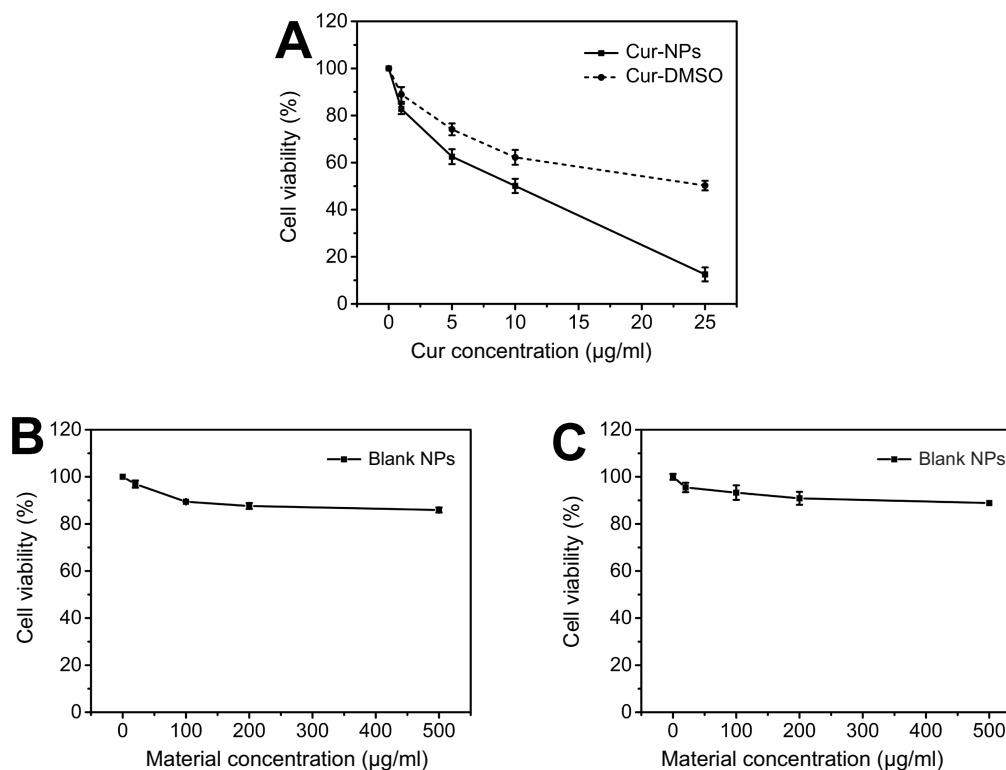 A
120
100
80
60
40
20
0
Cell viability (%)
Cur-NPs
Cur-DMSO
0 5 10 15 20 25
Cur concentration (µg/ml)
B
120
100
80
60
40
20
0
Cell viability (%)
Blank NPs
0 100 200 300 400 500
Material concentration (µg/ml)
C
120
100
80
60
40
20
0
Cell viability (%)
Blank NPs
0 100 200 300 400 500
Material concentration (µg/ml)